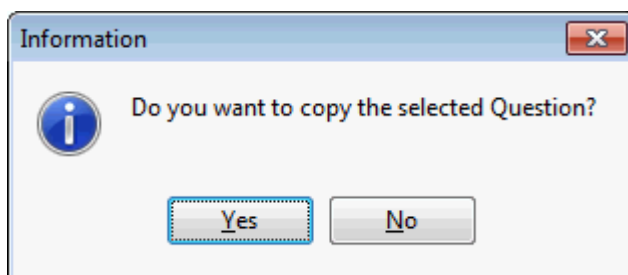 Information
Do you want to copy the selected Question?
Yes
No